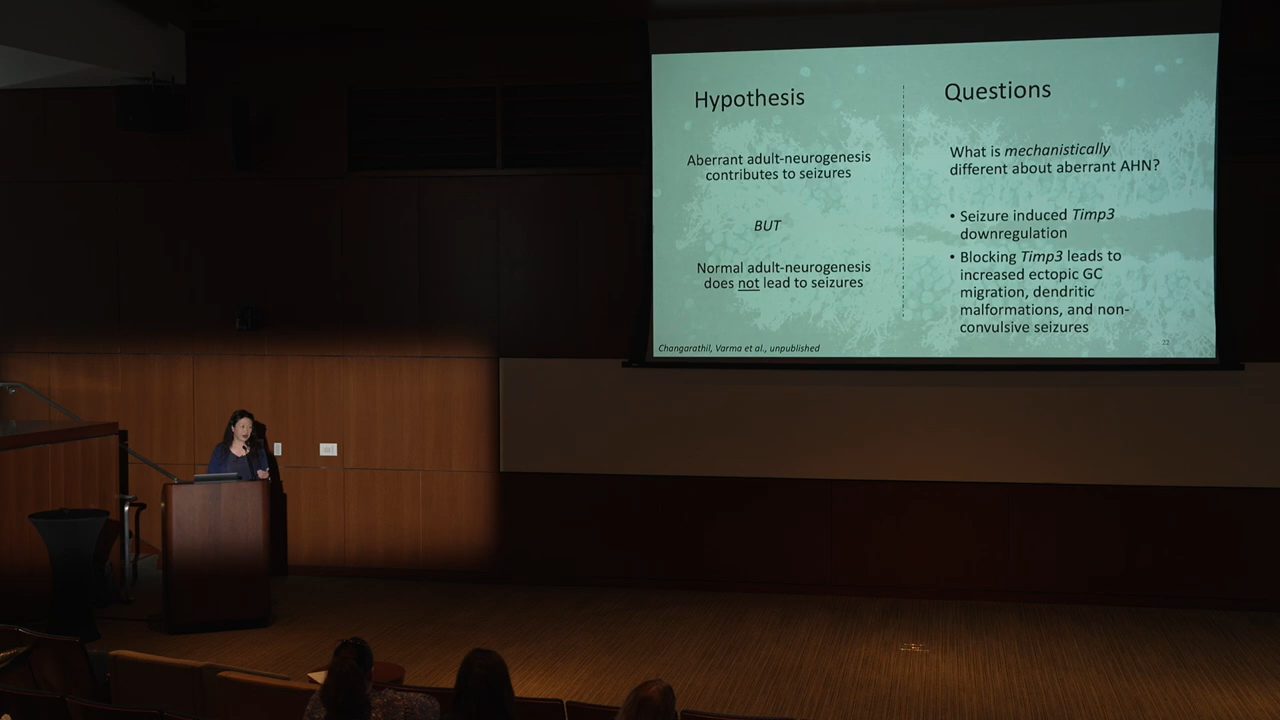 Hypothesis
Aberrant adult-neurogenesis
contributes to seizures
BUT
Normal adult-neurogenesis
does not lead to seizures
Changarathil, Varma et al., unpublished
Questions
What is mechanistically
different about aberrant AHN?
• Seizure induced Timp3
downregulation
• Blocking Timp3 leads to
increased ectopic GC
migration, dendritic
malformations, and non-
convulsive seizures
22